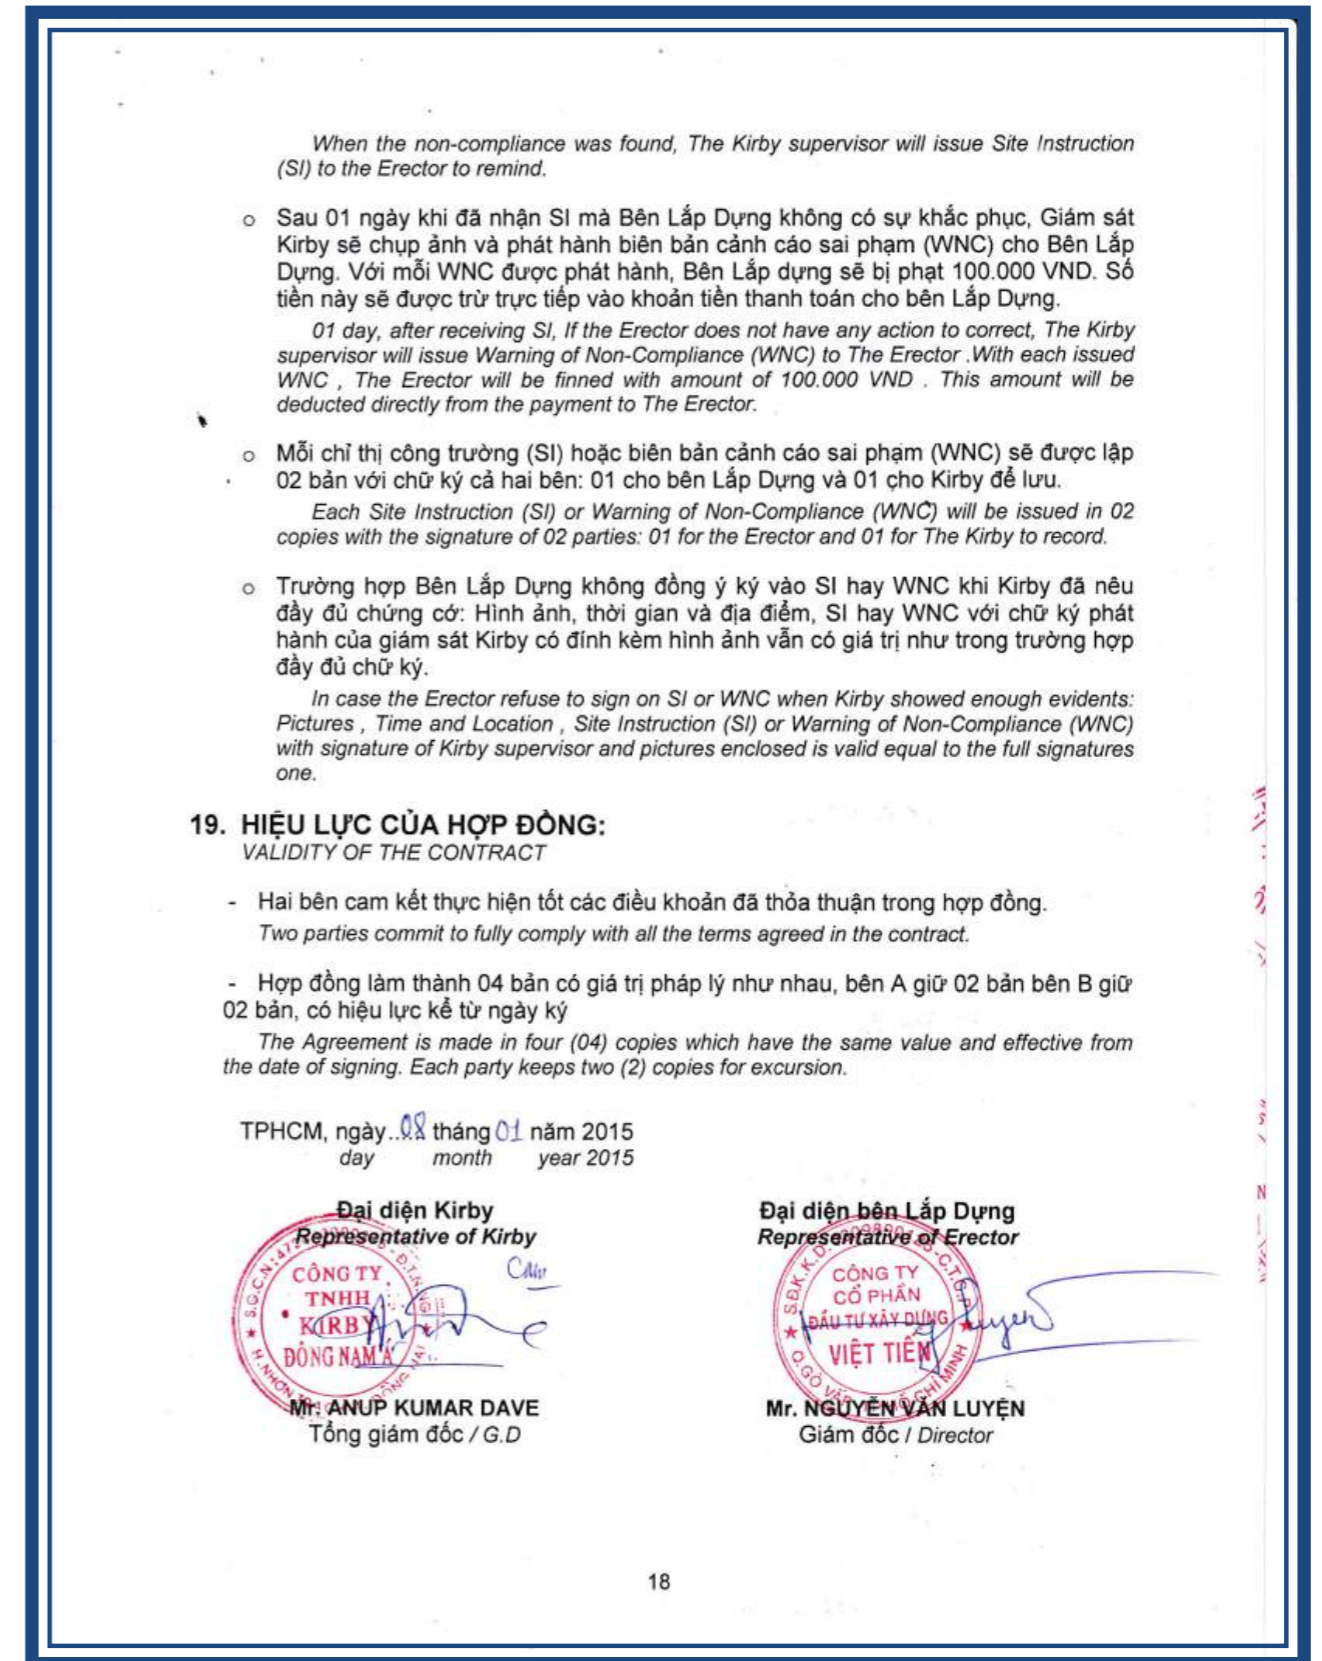 When the non-compliance was found, The Kirby supervisor will issue Site Instruction
(SI) to the Erector to remind.
o Sau 01 ngày khi đã nhận SI mà Bên Lắp Dựng không có sự khắc phục, Giám sát
Kirby sẽ chụp ảnh và phát hành biên bản cảnh cáo sai phạm (WNC) cho Bên Lắp
Dựng. Với mỗi WNC được phát hành, Bên Lắp dựng sẽ bị phạt 100.000 VND. Số
tiền này sẽ được trừ trực tiếp vào khoản tiền thanh toán cho bên Lắp Dựng.
01 day, after receiving SI, If the Erector does not have any action to correct, The Kirby
supervisor will issue Warning of Non-Compliance (WNC) to The Erector .With each issued
WNC , The Erector will be finned with amount of 100.000 VND . This amount will be
deducted directly from the payment to The Erector.
o Mỗi chỉ thị công trường (SI) hoặc biên bản cảnh cáo sai phạm (WNC) sẽ được lập
02 bản với chữ ký cả hai bên: 01 cho bên Lắp Dựng và 01 cho Kirby để lưu.
Each Site Instruction (SI) or Warning of Non-Compliance (WNC) will be issued in 02
copies with the signature of 02 parties: 01 for the Erector and 01 for The Kirby to record.
o Trường hợp Bên Lắp Dựng không đồng ý ký vào SI hay WNC khi Kirby đã nêu
đầy đủ chứng cớ: Hình ảnh, thời gian và địa điểm, SI hay WNC với chữ ký phát
hành của giám sát Kirby có đính kèm hình ảnh vẫn có giá trị như trong trường hợp
đầy đủ chữ ký.
In case the Erector refuse to sign on SI or WNC when Kirby showed enough evidents:
Pictures , Time and Location , Site Instruction (SI) or Warning of Non-Compliance (WNC)
with signature of Kirby supervisor and pictures enclosed is valid equal to the full signatures
one.
19. HIỆU LỰC CỦA HỢP ĐỒNG:
VALIDITY OF THE CONTRACT
- Hai bên cam kết thực hiện tốt các điều khoản đã thỏa thuận trong hợp đồng.
Two parties commit to fully comply with all the terms agreed in the contract.
- Hợp đồng làm thành 04 bản có giá trị pháp lý như nhau, bên A giữ 02 bản bên B giữ
02 bản, có hiệu lực kể từ ngày ký
The Agreement is made in four (04) copies which have the same value and effective from
the date of signing. Each party keeps two (2) copies for excursion.
TPHCM, ngày..08 tháng 01 năm 2015
day month year 2015
Đại diện Kirby
Representative of Kirby
CÔNG TY
TNHH
KIRBY
ĐÔNG NAM Á
Mr. ANUP KUMAR DAVE
Tổng giám đốc / G.D
Đại diện bên Lắp Dựng
Representative of Erector
CÔNG TY
CỔ PHẦN
ĐẦU TƯ XÂY DỰNG
VIỆT TIẾN
Mr. NGUYỄN VĂN LUYỆN
Giám đốc / Director
18